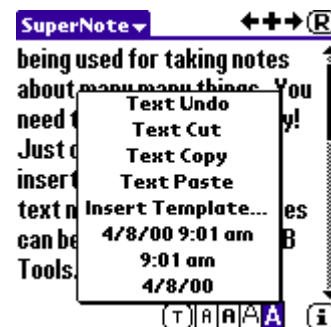 SuperNote
R
being used for taking notes
about many many things. You
need y!
Just
insert
text es
can be B
Tools.
Text Undo
Text Cut
Text Copy
Text Paste
Insert Template...
4/8/00 9:01 am
9:01 am
4/8/00
T A A A A i